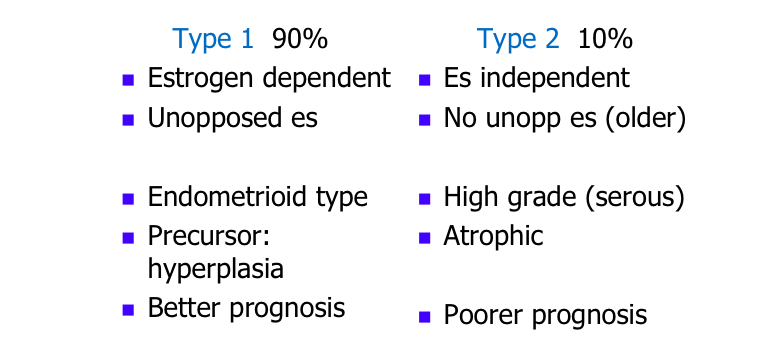 Type 1 90%
Estrogen dependent
Unopposed es
Endometrioid type
Precursor:
hyperplasia
Better prognosis
Type 2 10%
Es independent
No unopp es (older)
High grade (serous)
Atrophic
Poorer prognosis